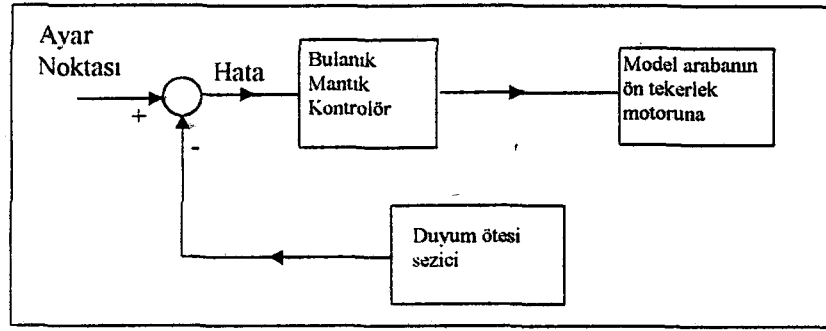 Ayar
Noktası
Hata
+
-
Bulanık
Mantık
Kontrolör
Model arabanın
ön tekerlek
motoruna
Duyum ötesi
sezici